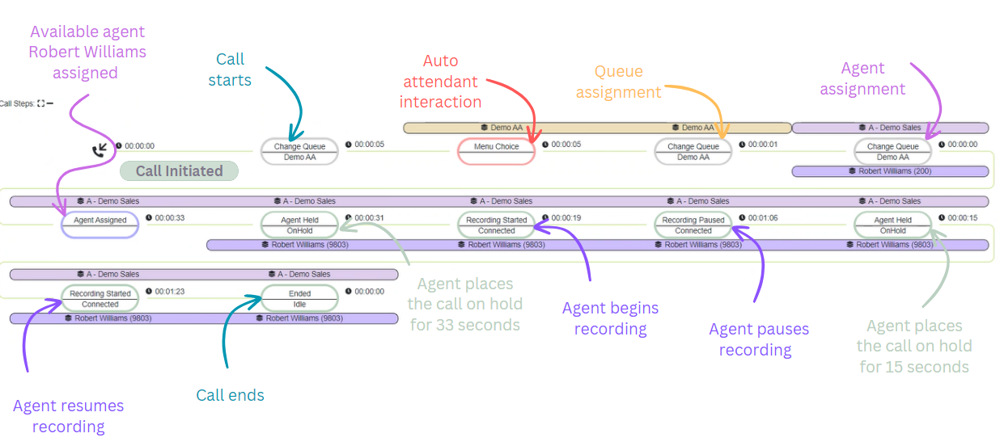 Available agent
Robert Williams
assigned
Call
starts
Auto
attendant
interaction
Queue
assignment
Agent
assignment
Call Steps:
Demo AA
Demo AA
A - Demo Sales
00:00:00
Change Queue
Demo AA
00:00:05
Menu Choice
00:00:05
Change Queue
Demo AA
00:00:01
Change Queue
Demo AA
00:00:00
Call Initiated
Robert Williams (200)
A - Demo Sales
A - Demo Sales
A - Demo Sales
A - Demo Sales
A - Demo Sales
Agent Assigned
00:00:33
Agent Held
OnHold
00:00:31
Recording Started
Connected
00:00:19
Recording Paused
Connected
00:01:06
Agent Held
OnHold
00:00:15
Robert Williams (9803)
Robert Williams (9803)
Robert Williams (9803)
Robert Williams (9803)
A - Demo Sales
A - Demo Sales
Recording Started
Connected
00:01:23
Ended
Idle
00:00:00
Robert Williams (9803)
Robert Williams (9803)
Agent places
the call on hold
for 33 seconds
Agent begins
recording
Agent pauses
recording
Agent places
the call on hold
for 15 seconds
Agent resumes
recording
Call ends